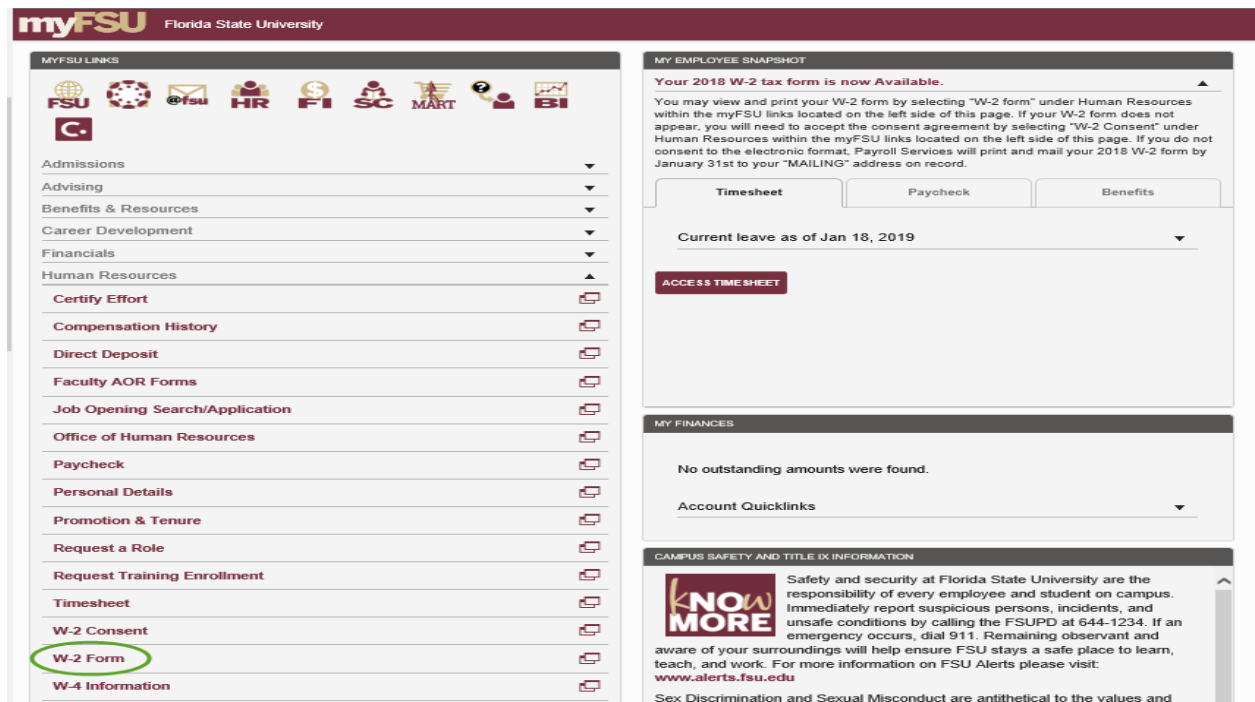 myFSU Florida State University
MYFSU LINKS
FSU @fsu HR FI SC MART BI
C.
Admissions
Advising
Benefits & Resources
Career Development
Financials
Human Resources
Certify Effort
Compensation History
Direct Deposit
Faculty AOR Forms
Job Opening Search/Application
Office of Human Resources
Paycheck
Personal Details
Promotion & Tenure
Request a Role
Request Training Enrollment
Timesheet
W-2 Consent
W-2 Form
W-4 Information
MY EMPLOYEE SNAPSHOT
Your 2018 W-2 tax form is now Available.
You may view and print your W-2 form by selecting "W-2 form" under Human Resources
within the myFSU links located on the left side of this page. If your W-2 form does not
appear, you will need to accept the consent agreement by selecting "W-2 Consent" under
Human Resources within the myFSU links located on the left side of this page. If you do not
consent to the electronic format, Payroll Services will print and mail your 2018 W-2 form by
January 31st to your "MAILING" address on record.
Timesheet Paycheck Benefits
Current leave as of Jan 18, 2019
ACCESS TIMESHEET
MY FINANCES
No outstanding amounts were found.
Account Quicklinks
CAMPUS SAFETY AND TITLE IX INFORMATION
kNOw
MORE
Safety and security at Florida State University are the
responsibility of every employee and student on campus.
Immediately report suspicious persons, incidents, and
unsafe conditions by calling the FSUPD at 644-1234. If an
emergency occurs, dial 911. Remaining observant and
aware of your surroundings will help ensure FSU stays a safe place to learn,
teach, and work. For more information on FSU Alerts please visit:
www.alerts.fsu.edu
Sex Discrimination and Sexual Misconduct are antithetical to the values and